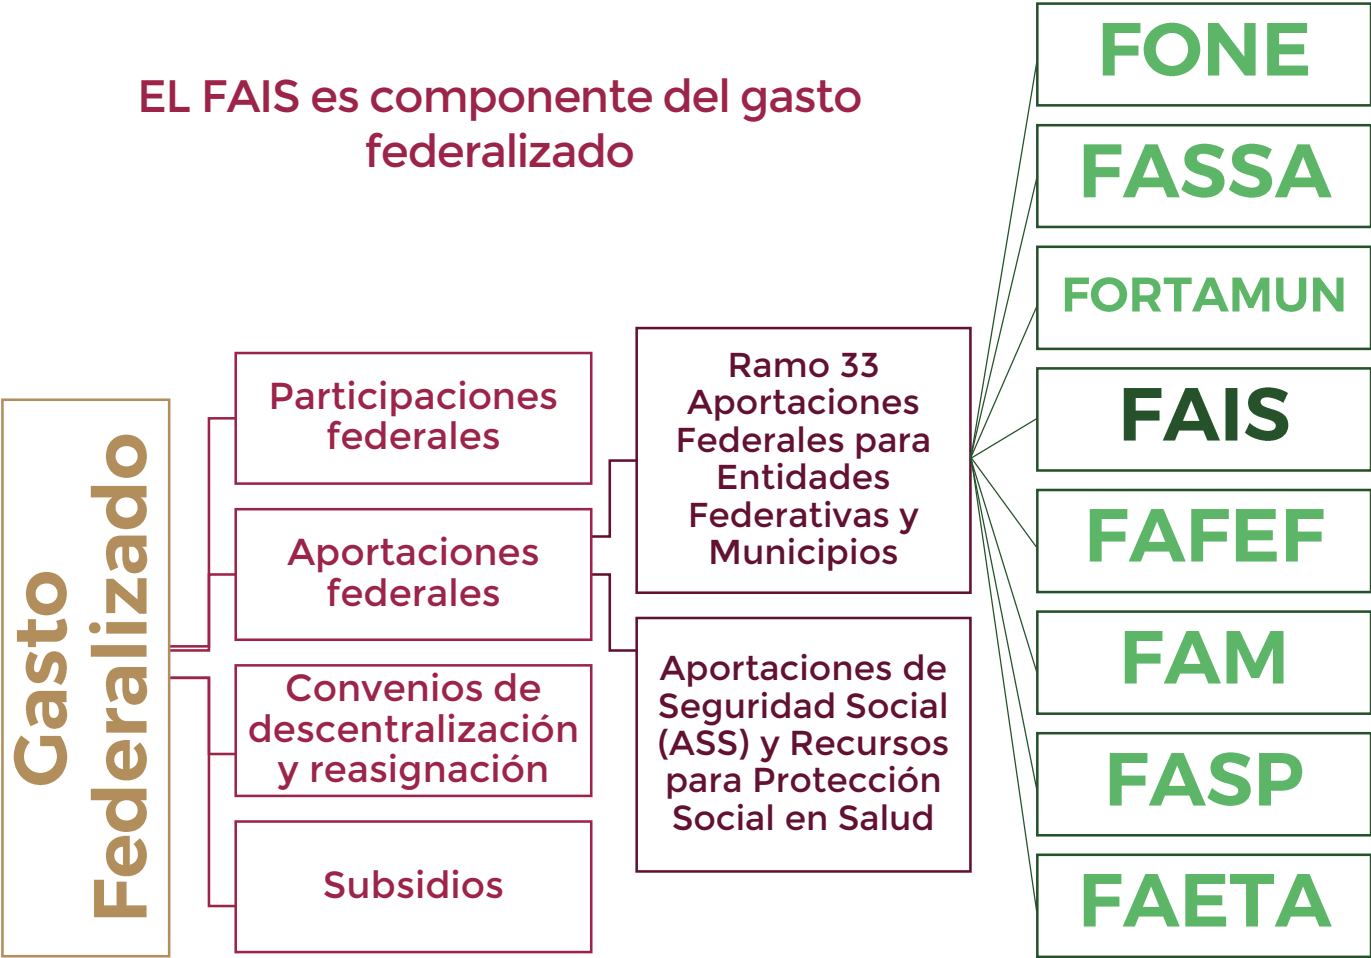 EL FAIS es componente del gasto
federalizado
Gasto
Federalizado
Participaciones
federales
Aportaciones
federales
Convenios de
descentralización
y reasignación
Subsidios
Ramo 33
Aportaciones
Federales para
Entidades
Federativas y
Municipios
Aportaciones de
Seguridad Social
(ASS) y Recursos
para Protección
Social en Salud
FONE
FASSA
FORTAMUN
FAIS
FAFEF
FAM
FASP
FAETA